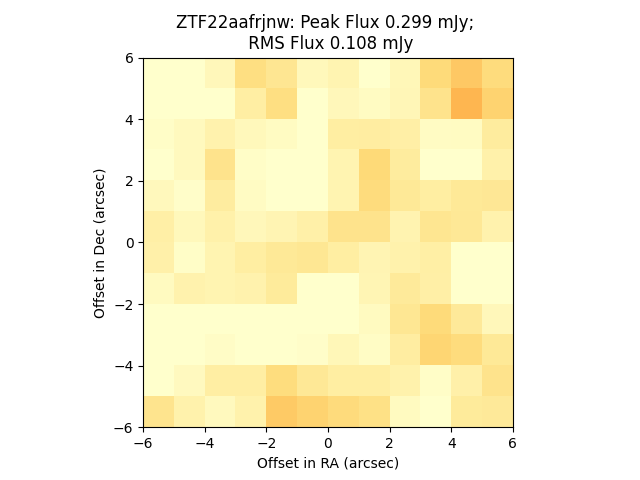 ZTF22aafrjnw: Peak Flux 0.299 mJy;
RMS Flux 0.108 mJy
6
4
2
0
−2
−4
−6
Offset in Dec (arcsec)
−6 −4 −2 0 2 4 6
Offset in RA (arcsec)